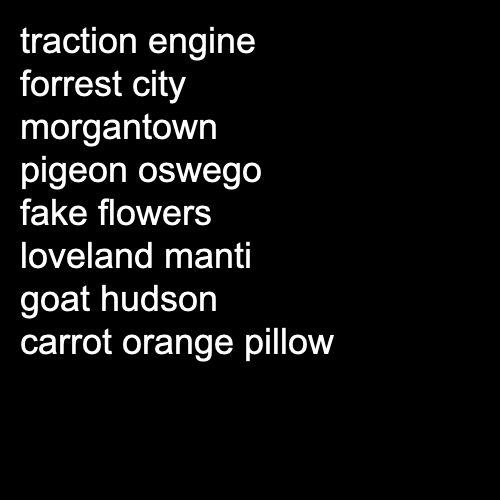 traction engine
forrest city
morgantown
pigeon oswego
fake flowers
loveland manti
goat hudson
carrot orange pillow